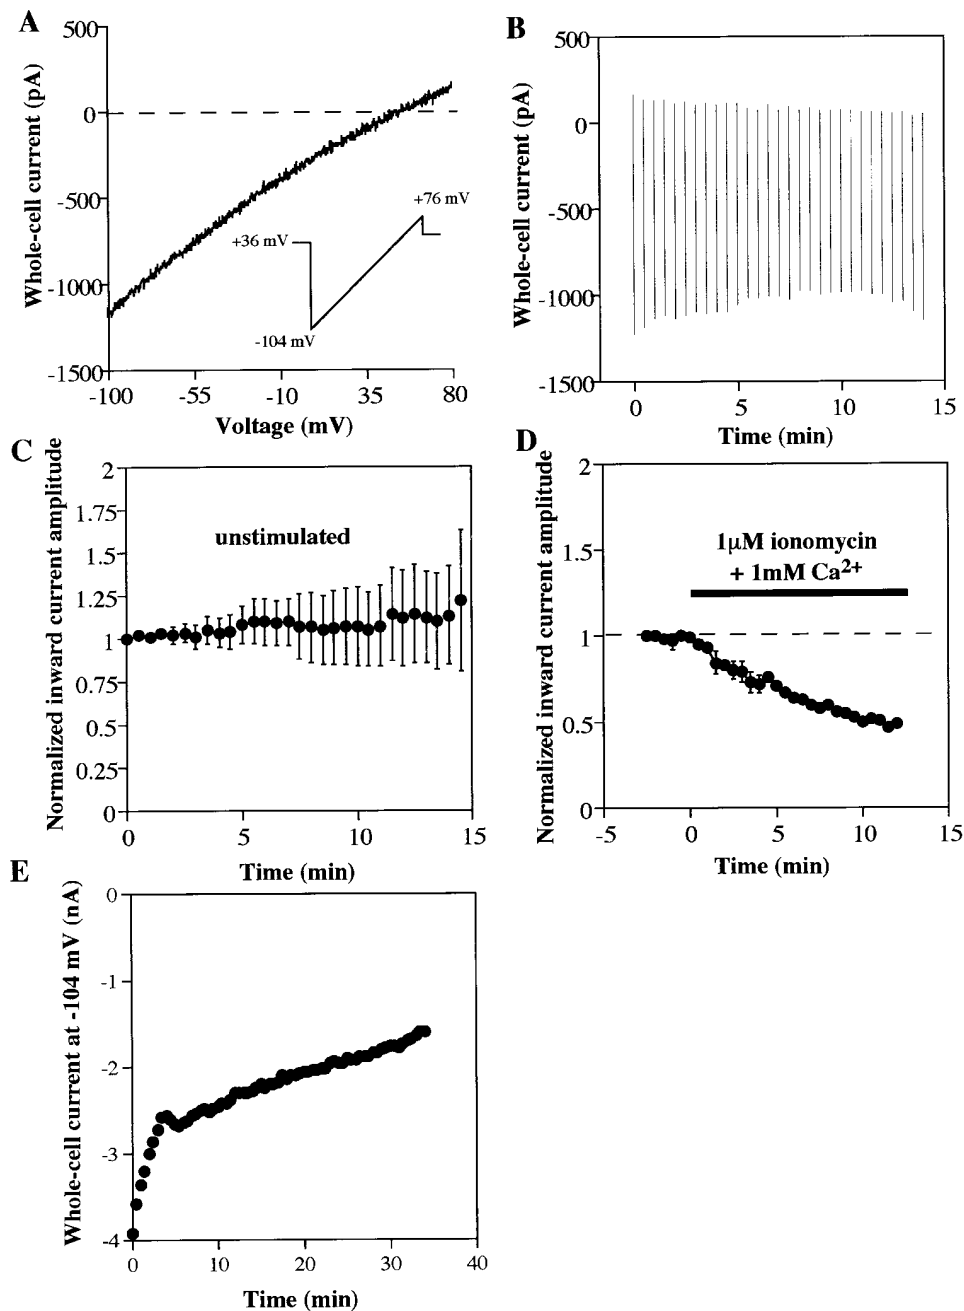 A
500
0
-500
-1000
-1500
Whole-cell current (pA)
+76 mV
+36 mV
-104 mV
-100
-55
-10
35
80
Voltage (mV)
B
500
0
-500
-1000
-1500
Whole-cell current (pA)
0
5
10
15
Time (min)
C
2
1.75
1.5
1.25
1
0.75
0.5
0.25
0
Normalized inward current amplitude
unstimulated
0
5
10
15
Time (min)
D
2
1.5
1
0.5
0
Normalized inward current amplitude
1µM ionomycin
+ 1mM Ca2+
-5
0
5
10
15
Time (min)
E
0
-1
-2
-3
-4
Whole-cell current at -104 mV (nA)
0
10
20
30
40
Time (min)